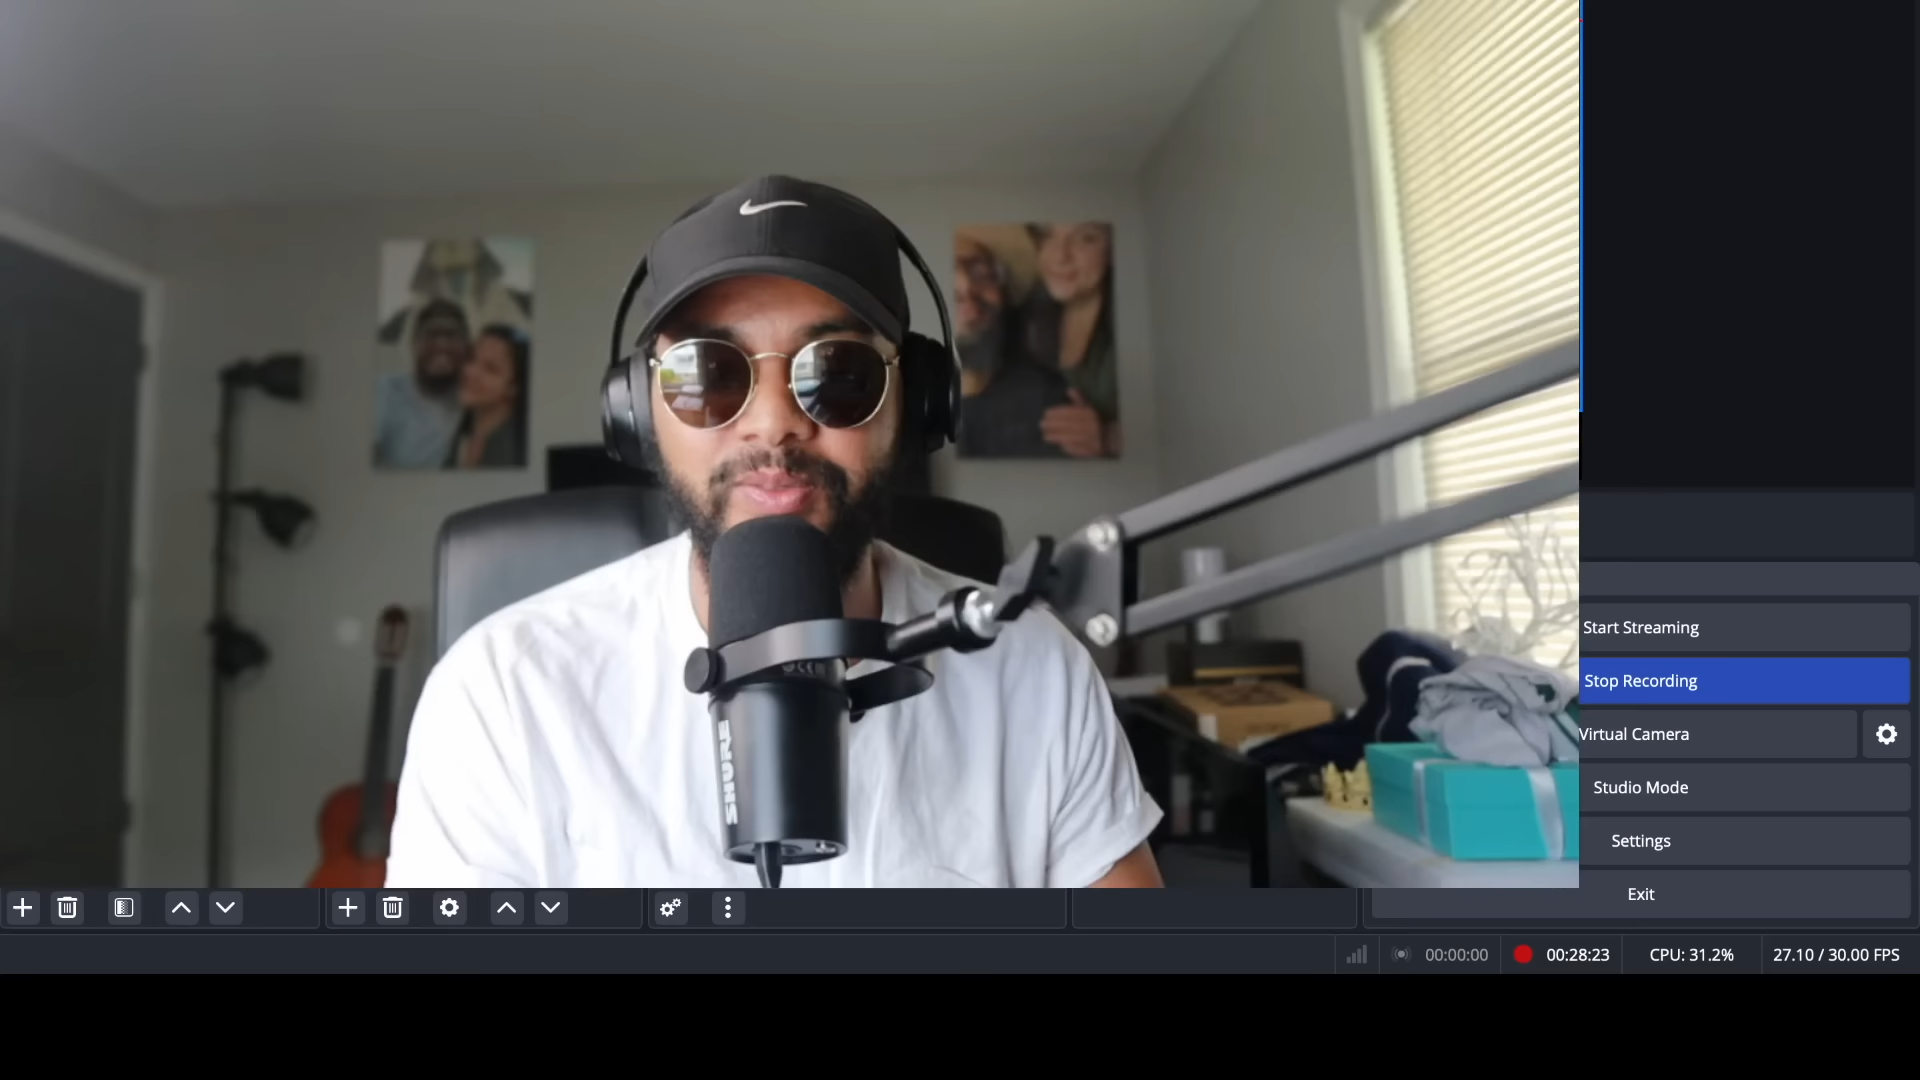 SHURE
Start Streaming
Stop Recording
Virtual Camera
Studio Mode
Settings
Exit
00:00:00
00:28:23
CPU: 31.2%
27.10 / 30.00 FPS